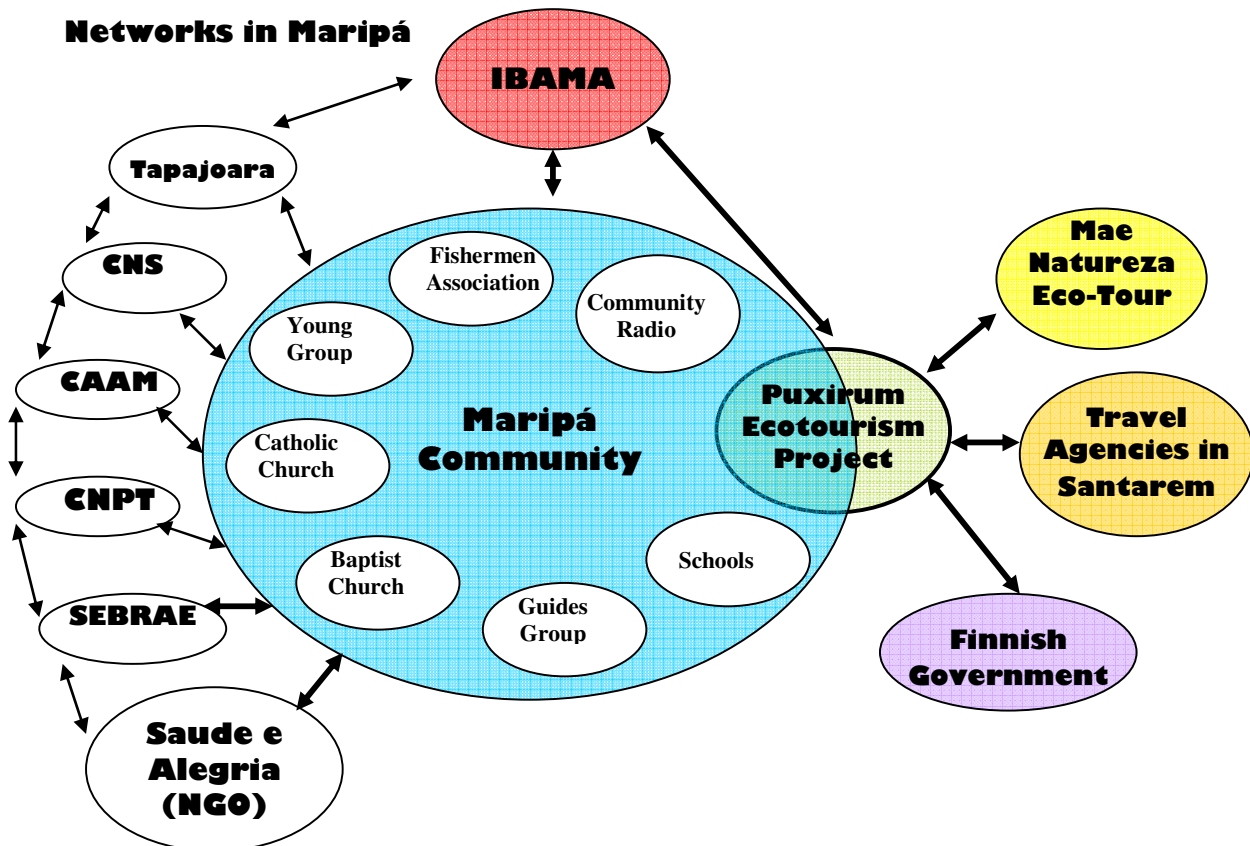 Networks in Maripá
IBAMA
Tapajoara
CNS
CAAM
CNPT
SEBRAE
Saude e
Alegria
(NGO)
Fishermen
Association
Community
Radio
Young
Group
Catholic
Church
Maripá
Community
Baptist
Church
Guides
Group
Schools
Puxirum
Ecotourism
Project
Mae
Natureza
Eco-Tour
Travel
Agencies in
Santarem
Finnish
Government